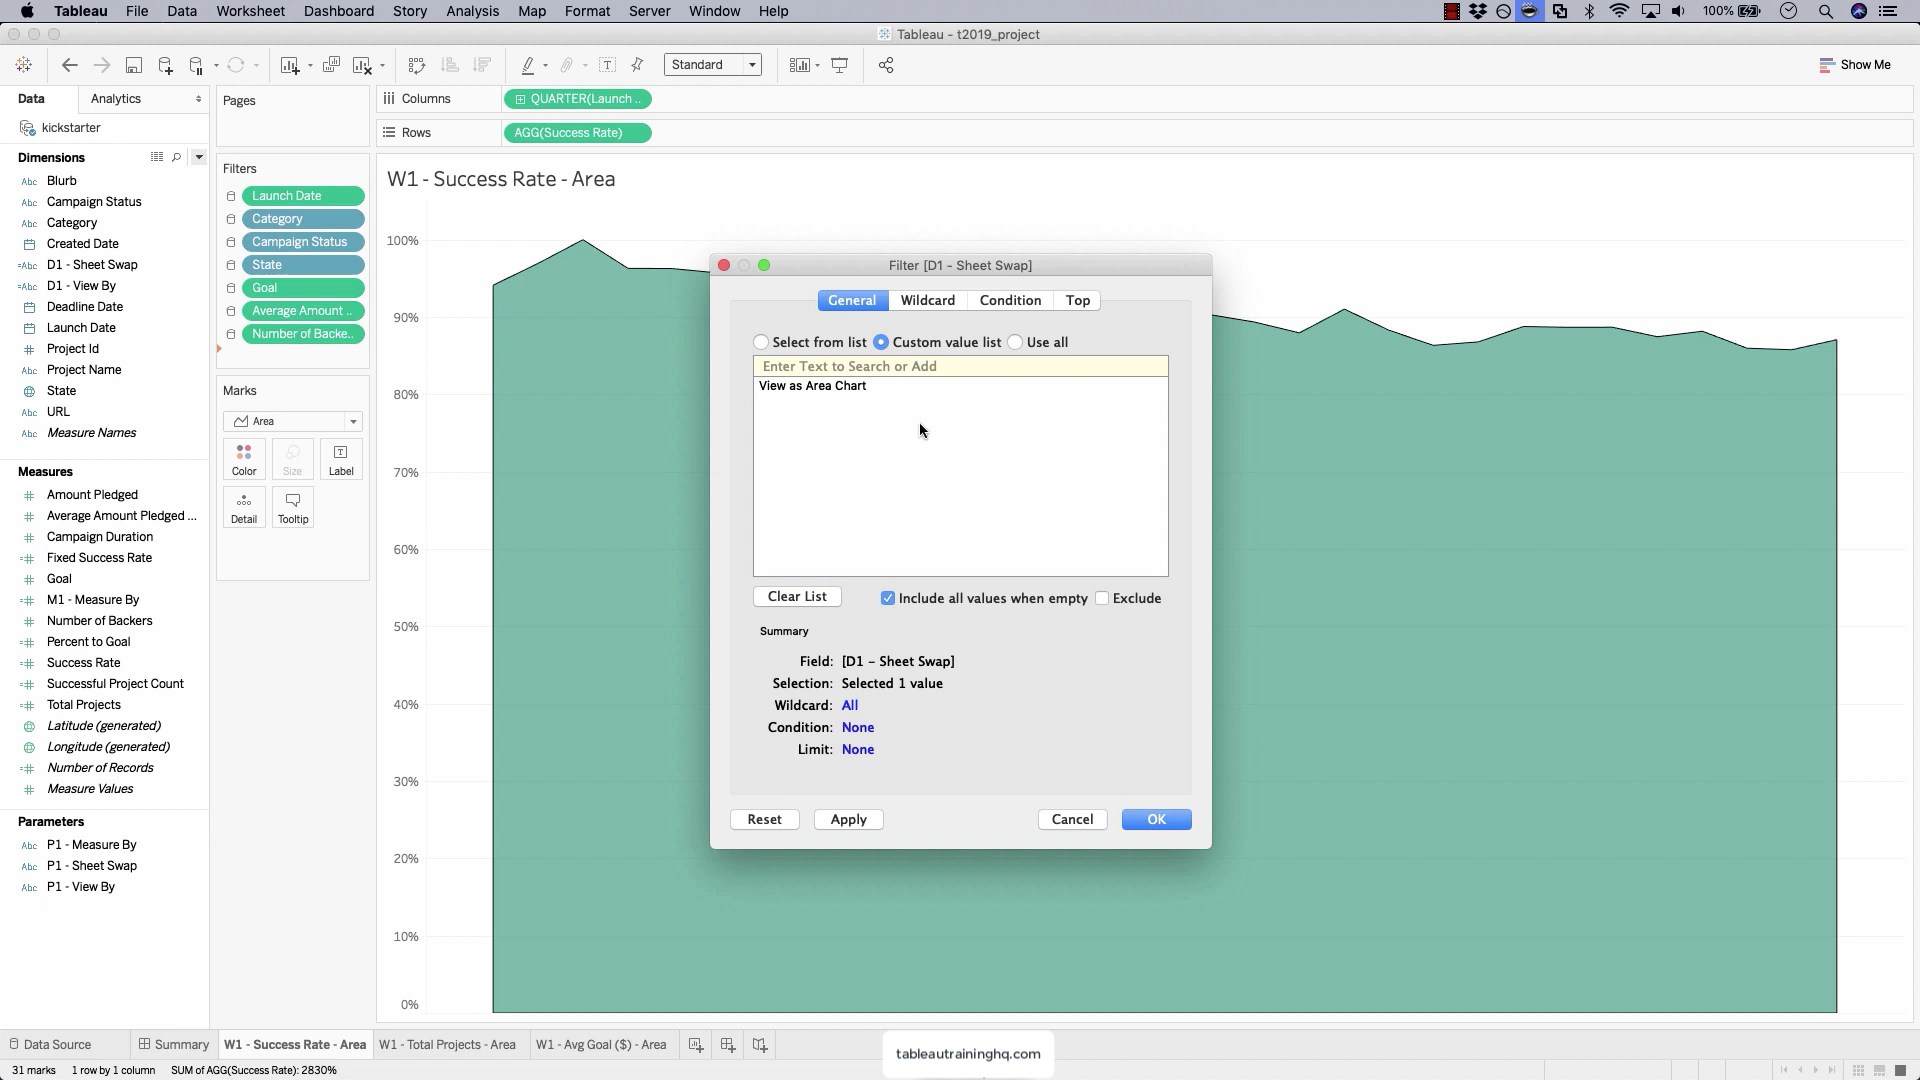 Tableau File Data Worksheet Dashboard Story Analysis Map Format Server Window Help 100%
Tableau - t2019_project
Standard
Show Me
Data Analytics
kickstarter
Dimensions
Abc Blurb
Abc Campaign Status
Abc Category
Created Date
=Abc D1 - Sheet Swap
=Abc D1 - View By
Deadline Date
Launch Date
# Project Id
Abc Project Name
State
Abc URL
Abc Measure Names
Measures
# Amount Pledged
# Average Amount Pledged ...
# Campaign Duration
=# Fixed Success Rate
# Goal
=# M1 - Measure By
# Number of Backers
=# Percent to Goal
=# Success Rate
=# Successful Project Count
=# Total Projects
Latitude (generated)
Longitude (generated)
=# Number of Records
# Measure Values
Parameters
Abc P1 - Measure By
Abc P1 - Sheet Swap
Abc P1 - View By
Pages
Filters
Launch Date
Category
Campaign Status
State
Goal
Average Amount ..
Number of Backe..
Marks
Area
Color Size Label
Detail Tooltip
Columns QUARTER(Launch ..
Rows AGG(Success Rate)
W1 - Success Rate - Area
100%
90%
80%
70%
60%
50%
40%
30%
20%
10%
0%
Filter [D1 - Sheet Swap]
General Wildcard Condition Top
Select from list Custom value list Use all
Enter Text to Search or Add
View as Area Chart
Clear List Include all values when empty Exclude
Summary
Field: [D1 - Sheet Swap]
Selection: Selected 1 value
Wildcard: All
Condition: None
Limit: None
Reset Apply Cancel OK
Data Source Summary W1 - Success Rate - Area W1 - Total Projects - Area W1 - Avg Goal ($) - Area
tableautraininghq.com
31 marks 1 row by 1 column SUM of AGG(Success Rate): 2830%